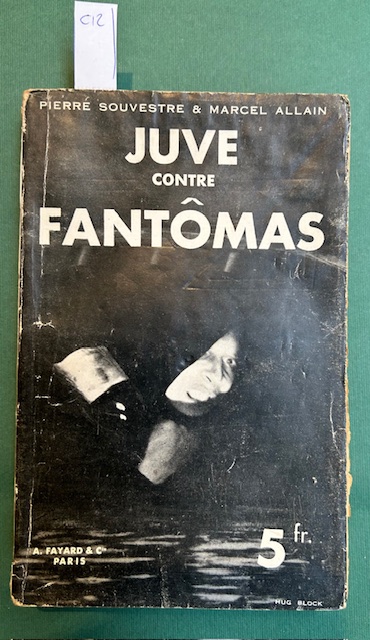 C12
PIERRE SOUVESTRE & MARCEL ALLAIN
JUVE
CONTRE
FANTÔMAS
A. FAYARD & Cie
PARIS
5 fr.
HUG BLOCK